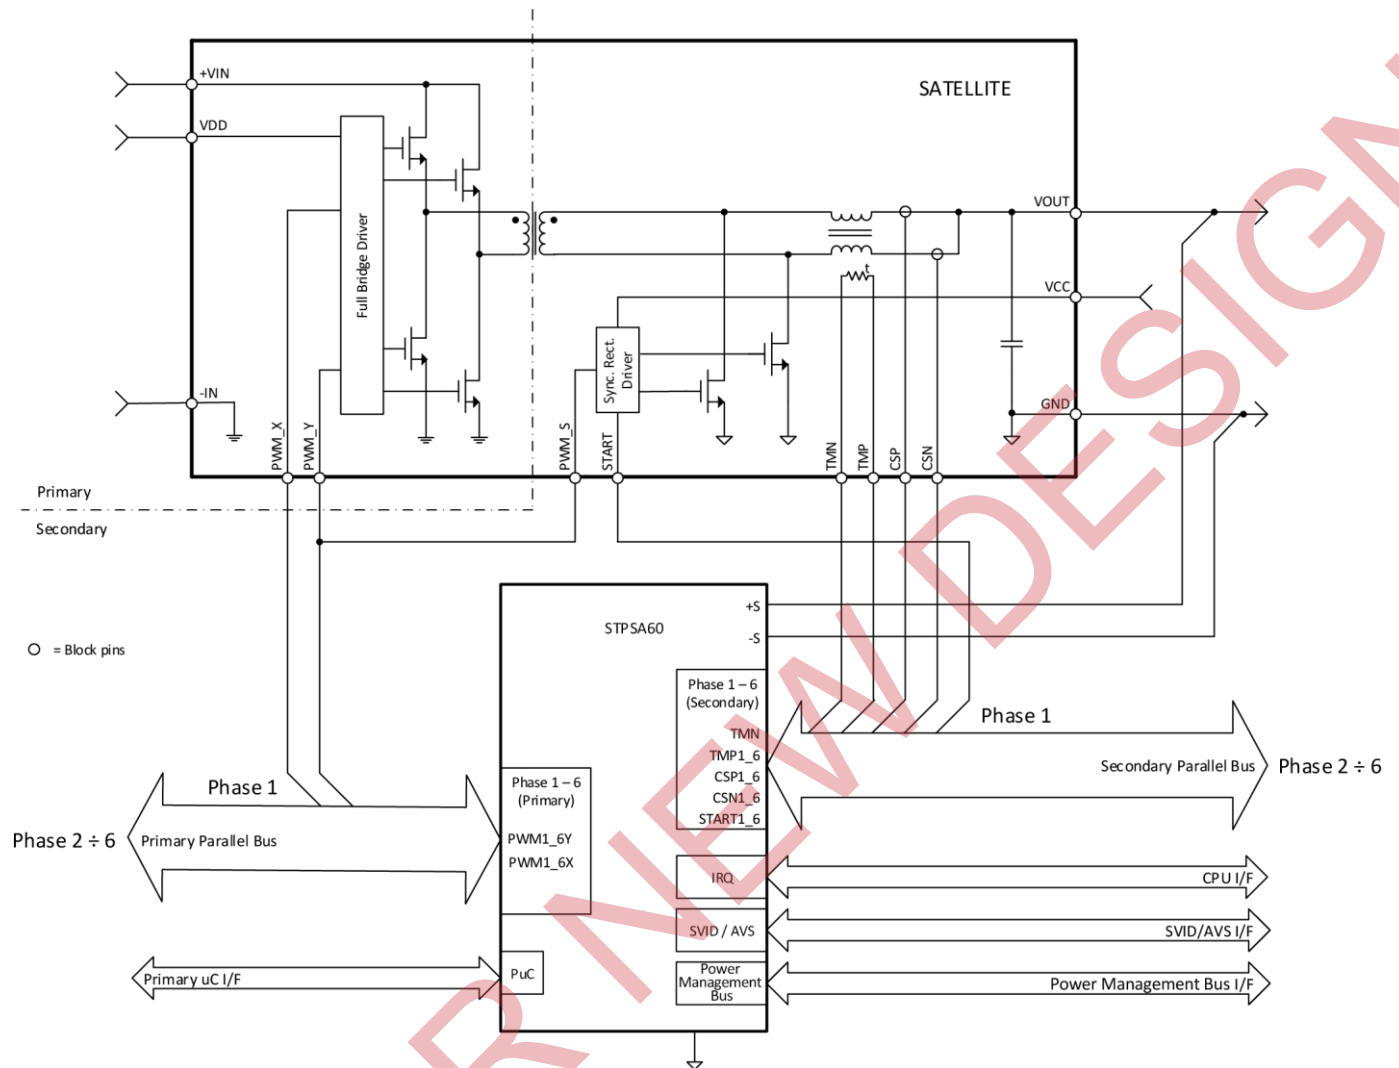 SATELLITE
+VIN
VDD
-IN
Full Bridge Driver
PWM_X
PWM_Y
PWM_S
START
Sync. Rect.
Driver
t
TMN
TMP
CSP
CSN
VOUT
VCC
GND
Primary
Secondary
= Block pins
STPSA60
+S
-S
Phase 1 – 6
(Secondary)
TMN
TMP1_6
CSP1_6
CSN1_6
START1_6
Phase 1
Secondary Parallel Bus
Phase 2 ÷ 6
Phase 1
Phase 2 ÷ 6
Primary Parallel Bus
Phase 1 – 6
(Primary)
PWM1_6Y
PWM1_6X
IRQ
CPU I/F
SVID / AVS
SVID/AVS I/F
Primary uC I/F
PuC
Power
Management
Bus
Power Management Bus I/F
R NEW DESIGN